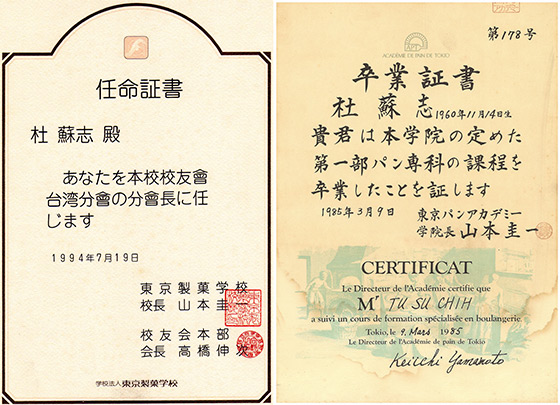 任命証書
杜 蘇志 殿
あなたを本校校友會
台湾分會の分會長に任
じます
1994年7月19日
東京製菓学校
校長 山本圭一
校友会本部
会長 高橋伸次
学校法人東京製菓学校
ACADÉMIE DE PAIN DE TOKIO
第178号
卒業証書
杜 蘇志 1960年11月14日生
貴君は本学院の定めた
第一部パン専科の課程を
卒業したことを証します
1985年3月9日 東京パンアカデミー
学院長 山本圭一
CERTIFICAT
Le Directeur de l'Académie certifie que
Mr TU SU CHIH
a suivi un cours de formation spécialisée en boulangerie.
Tokio, le 9. Mars 1985
Le Directeur de l'Académie de pain de Tokio
Keiichi Yamamoto